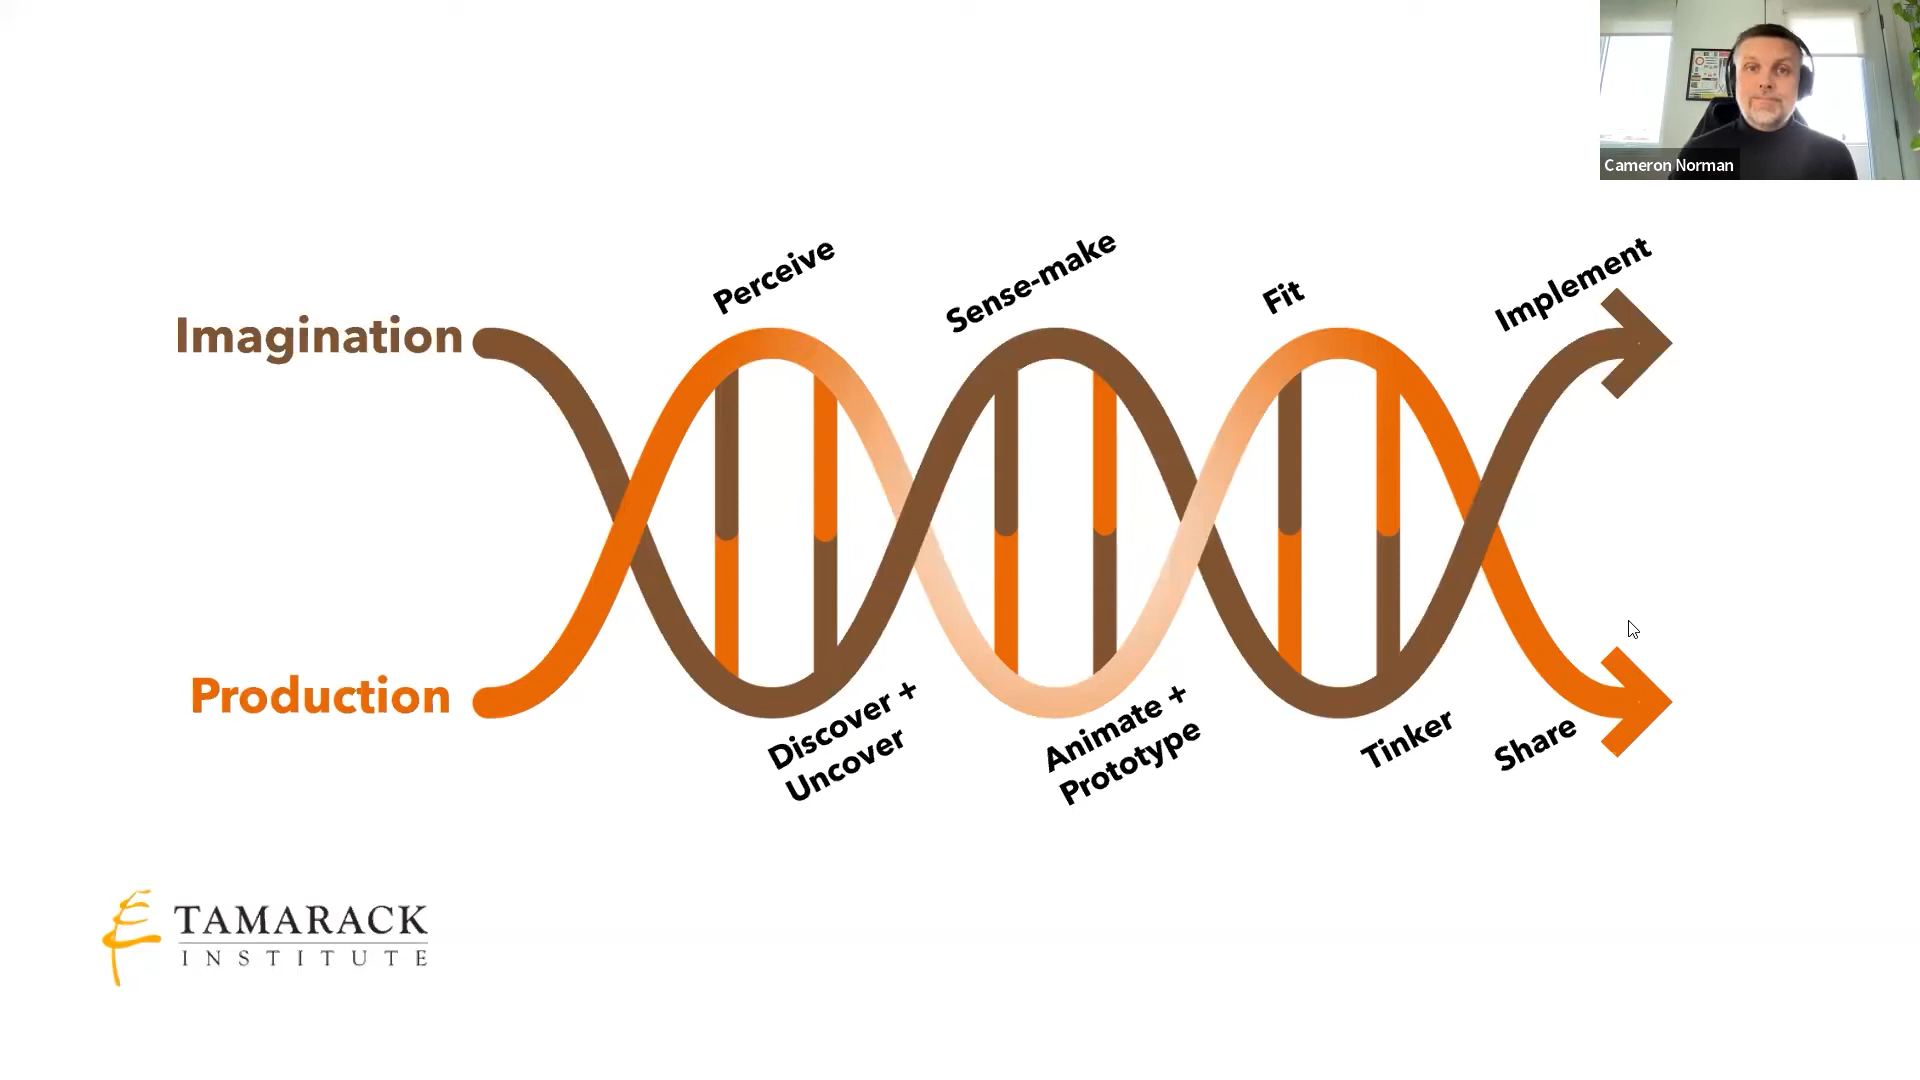 Cameron Norman
Perceive
Sense-make
Fit
Implement
Imagination
Production
Discover +
Uncover
Animate +
Prototype
Tinker
Share
TAMARACK
INSTITUTE